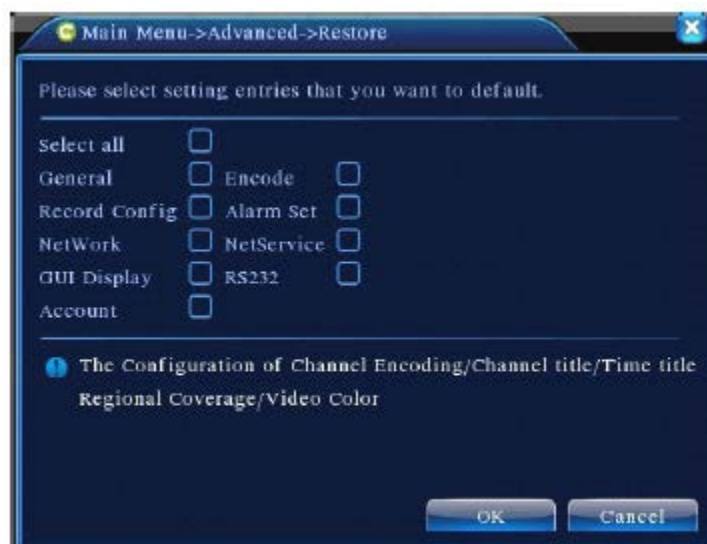 Main Menu->Advanced->Restore
Please select setting entries that you want to default.
Select all
General Encode
Record Config Alarm Set
NetWork NetService
GUI Display RS232
Account
The Configuration of Channel Encoding/Channel title/Time title
Regional Coverage/Video Color
OK Cancel